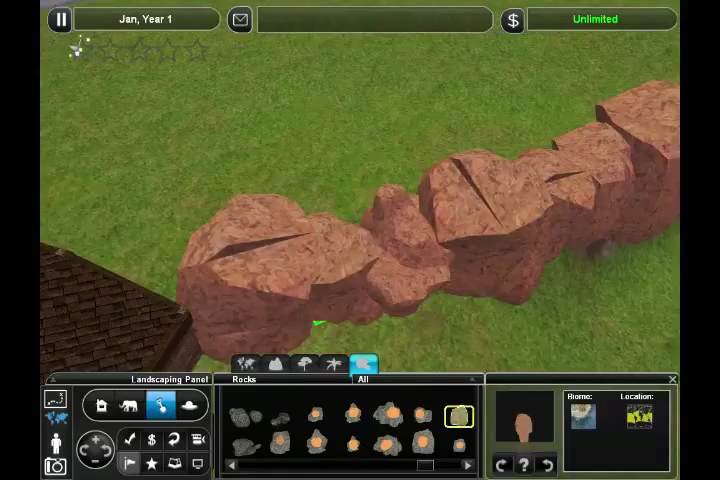 Jan, Year 1
$
Unlimited
Landscaping Panel
Rocks
All
Biome:
Location:
$
?